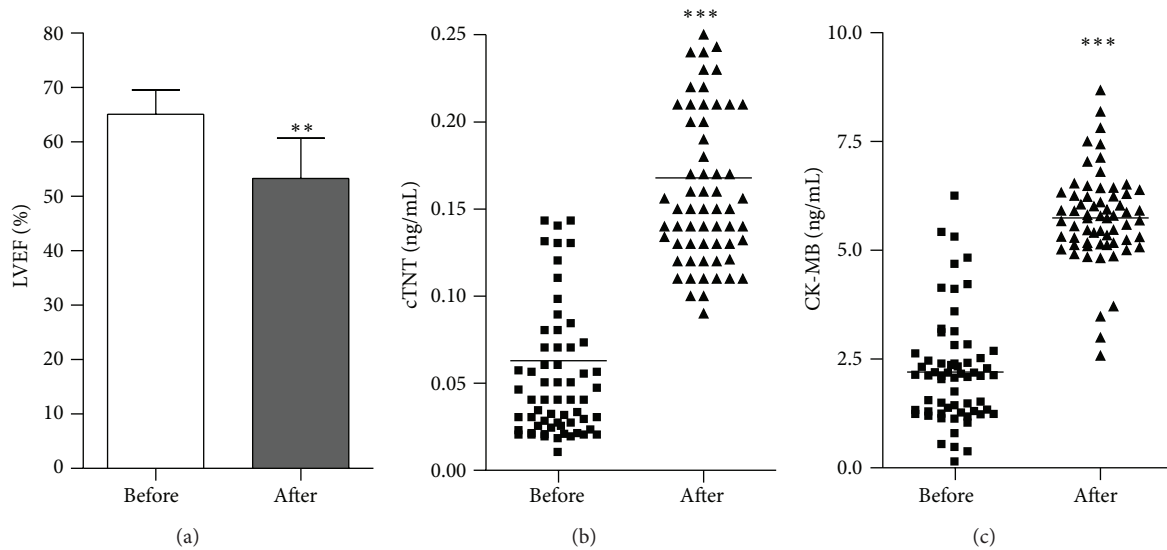 80
70
60
50
40
30
20
10
0
LVEF (%)
**
Before
After
(a)
0.25
0.20
0.15
0.10
0.05
0.00
cTNT (ng/mL)
***
Before
After
(b)
10.0
7.5
5.0
2.5
0.0
CK-MB (ng/mL)
***
Before
After
(c)